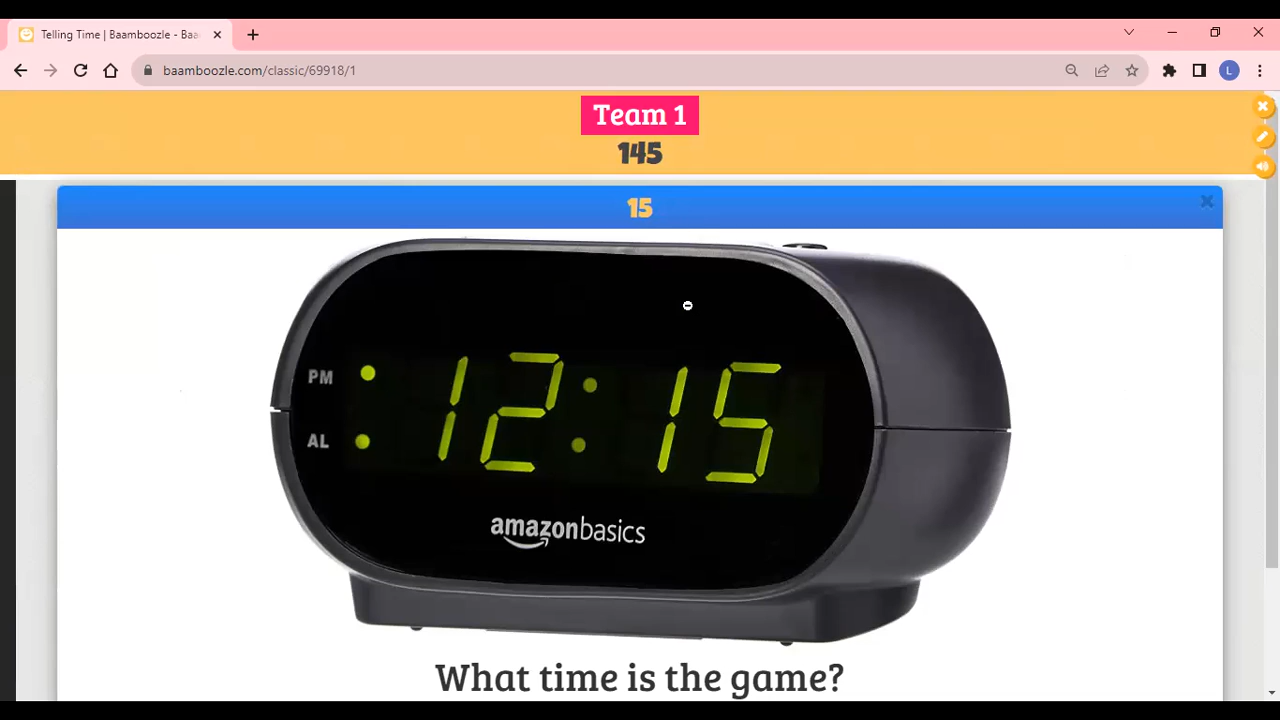 Telling Time | Baamboozle - Baa
baamboozle.com/classic/69918/1
L
Team 1
145
15
PM
AL
12:15
amazonbasics
What time is the game?